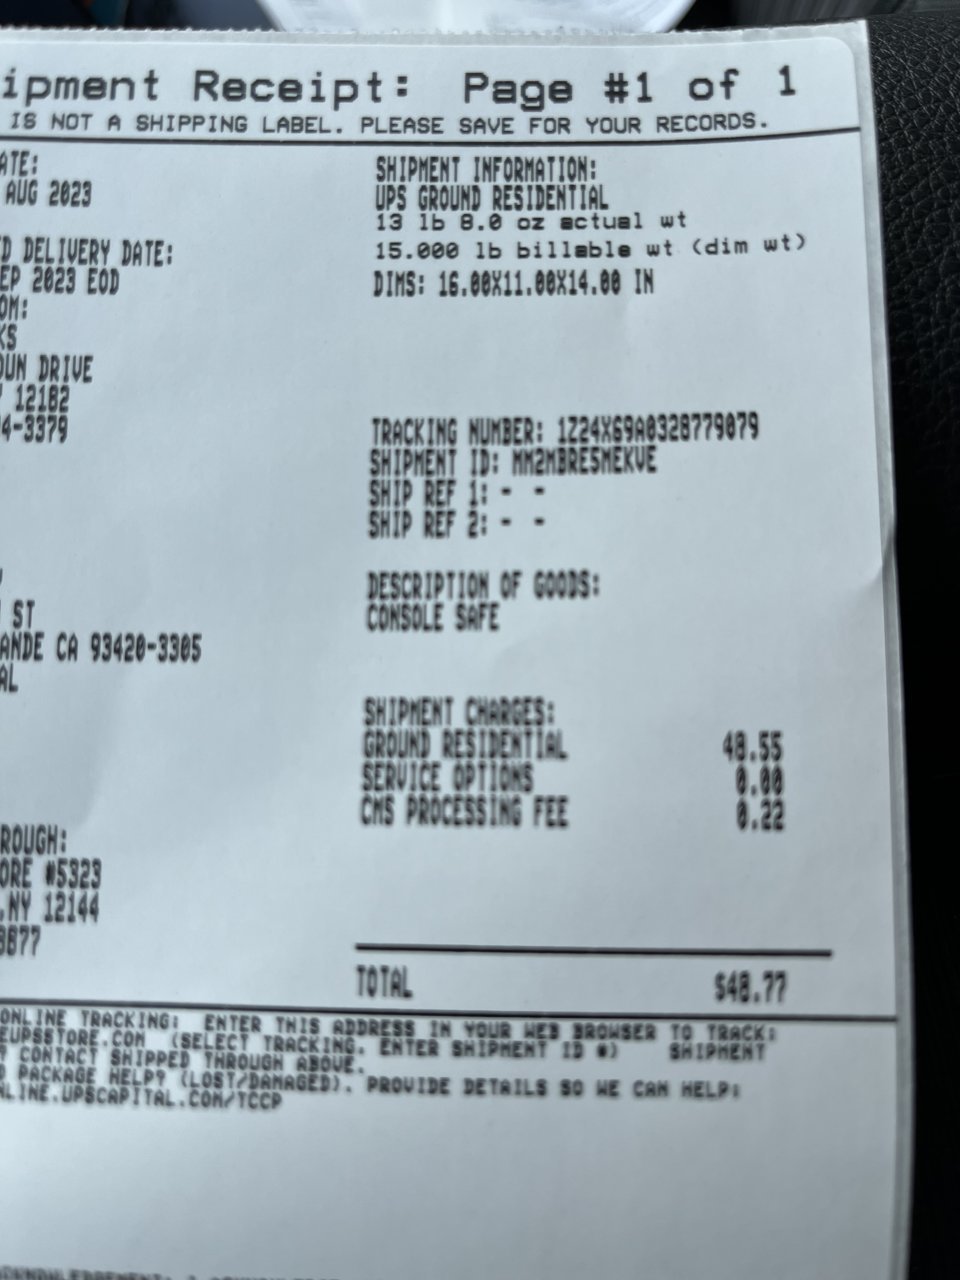 ipment Receipt: Page #1 of 1
IS NOT A SHIPPING LABEL. PLEASE SAVE FOR YOUR RECORDS.
ATE:
AUG 2023
D DELIVERY DATE:
EP 2023 EOD
OM:
KS
OUN DRIVE
12182
4-3379
ST
ANDE CA 93420-3305
AL
ROUGH:
ORE #5323
,NY 12144
8877
SHIPMENT INFORMATION:
UPS GROUND RESIDENTIAL
13 lb 8.0 oz actual wt
15.000 lb billable wt (dim wt)
DIMS: 16.00X11.00X14.00 IN
TRACKING NUMBER: 1Z24X69A0328779079
SHIPMENT ID: MM2MBRE5MEKVE
SHIP REF 1: - -
SHIP REF 2: - -
DESCRIPTION OF GOODS:
CONSOLE SAFE
SHIPMENT CHARGES:
GROUND RESIDENTIAL 48.55
SERVICE OPTIONS 0.00
CMS PROCESSING FEE 0.22
TOTAL $48.77
ONLINE TRACKING: ENTER THIS ADDRESS IN YOUR WEB BROWSER TO TRACK:
EUPSSTORE.COM (SELECT TRACKING, ENTER SHIPMENT ID #) SHIPMENT
? CONTACT SHIPPED THROUGH ABOVE.
D PACKAGE HELP? (LOST/DAMAGED). PROVIDE DETAILS SO WE CAN HELP:
LINE.UPSCAPITAL.COM/TCCP